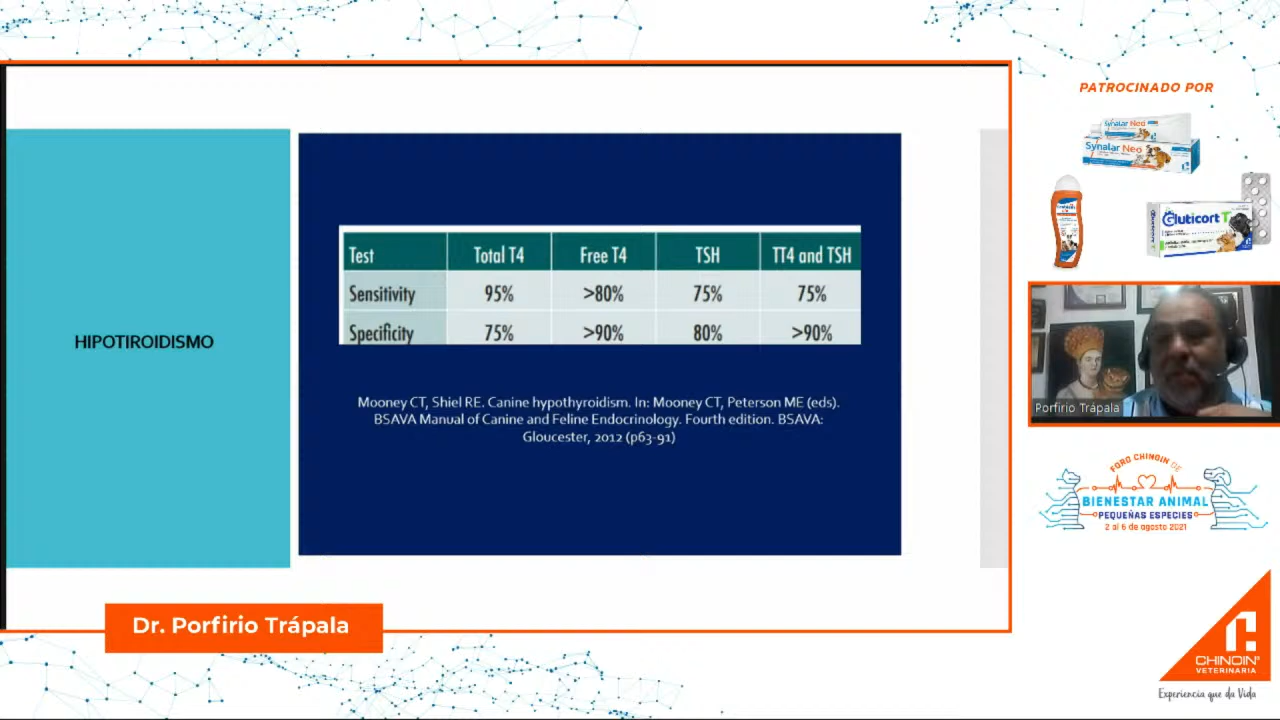 PATROCINADO POR
Synalar Neo
Synalar Neo
Gluticort T
HIPOTIROIDISMO
Test Total T4 Free T4 TSH TT4 and TSH
Sensitivity 95% >80% 75% 75%
Specificity 75% >90% 80% >90%
Mooney CT, Shiel RE. Canine hypothyroidism. In: Mooney CT, Peterson ME (eds).
BSAVA Manual of Canine and Feline Endocrinology. Fourth edition. BSAVA:
Gloucester, 2012 (p63-91)
Porfirio Trápala
FORO CHINOIN DE
BIENESTAR ANIMAL
PEQUEÑAS ESPECIES
2 al 6 de agosto 2021
Dr. Porfirio Trápala
CHINOIN
VETERINARIA
Experiencia que da Vida